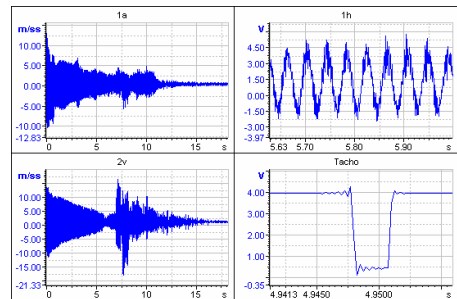 1a
m/ss
10.00
5.00
0.00
-5.00
-10.00
-12.83
0 5 10 15 s
1h
V
4.50
3.00
1.50
0.00
-1.50
-3.00
-3.97
5.63 5.70 5.80 5.90 s
2v
m/ss
15.00
10.00
5.00
0.00
-5.00
-10.00
-15.00
-21.33
0 5 10 15 s
Tacho
V
4.00
3.00
2.00
1.00
-0.35
4.9413 4.9450 4.9500 s